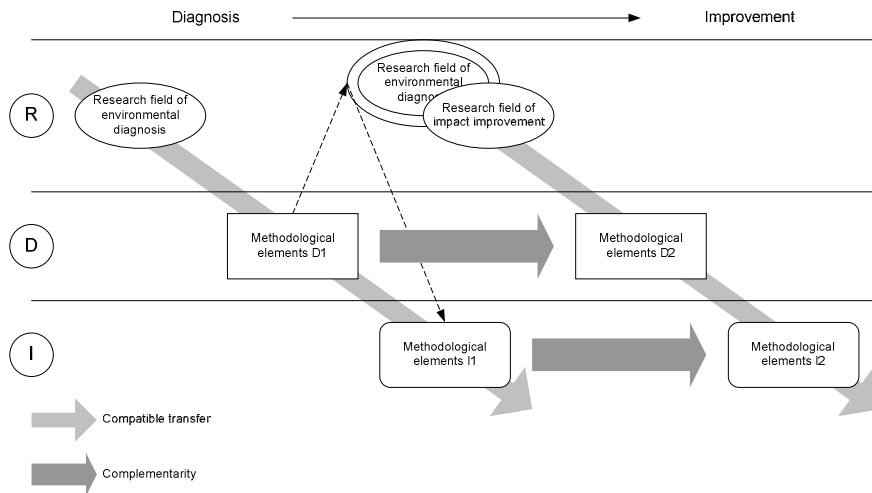 Diagnosis
Improvement
R
Research field of
environmental
diagnosis
Research field of
environmental
Research field of
impact improvement
D
Methodological
elements D1
Methodological
elements D2
I
Methodological
elements I1
Methodological
elements I2
Compatible transfer
Complementarity